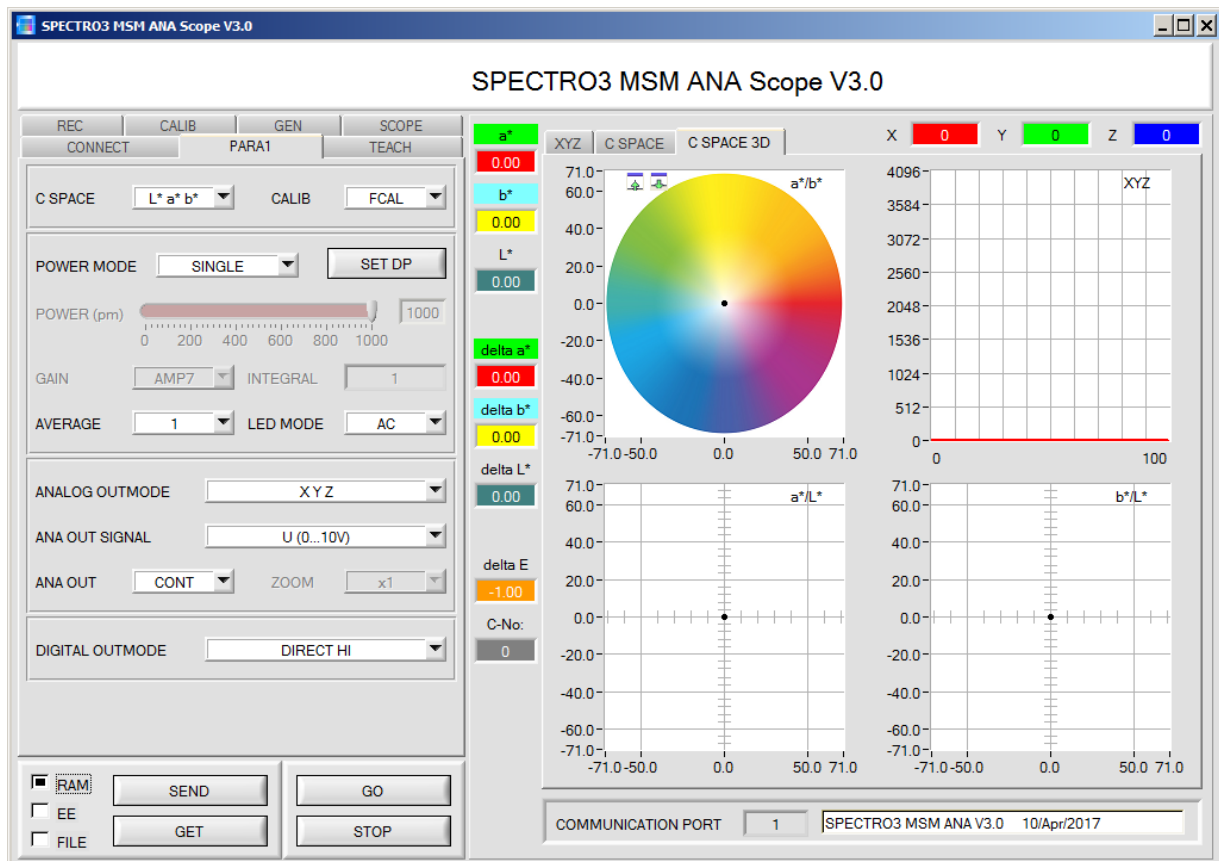 SPECTRO3 MSM ANA Scope V3.0
SPECTRO3 MSM ANA Scope V3.0
REC CALIB GEN SCOPE
CONNECT PARA1 TEACH
C SPACE L* a* b* CALIB FCAL
POWER MODE SINGLE SET DP
POWER (pm) 1000
0 200 400 600 800 1000
GAIN AMP7 INTEGRAL 1
AVERAGE 1 LED MODE AC
ANALOG OUTMODE X Y Z
ANA OUT SIGNAL U (0...10V)
ANA OUT CONT ZOOM x1
DIGITAL OUTMODE DIRECT HI
RAM SEND GO
EE
GET STOP
FILE
a*
0.00
b*
0.00
L*
0.00
delta a*
0.00
delta b*
0.00
delta L*
0.00
delta E
-1.00
C-No:
0
XYZ C SPACE C SPACE 3D
X 0 Y 0 Z 0
a*/b*
71.0
60.0
40.0
20.0
0.0
-20.0
-40.0
-60.0
-71.0
-71.0 -50.0 0.0 50.0 71.0
XYZ
4096
3584
3072
2560
2048
1536
1024
512
0
0 100
a*/L*
71.0
60.0
40.0
20.0
0.0
-20.0
-40.0
-60.0
-71.0
-71.0 -50.0 0.0 50.0 71.0
b*/L*
71.0
60.0
40.0
20.0
0.0
-20.0
-40.0
-60.0
-71.0
-71.0 -50.0 0.0 50.0 71.0
COMMUNICATION PORT 1 SPECTRO3 MSM ANA V3.0 10/Apr/2017